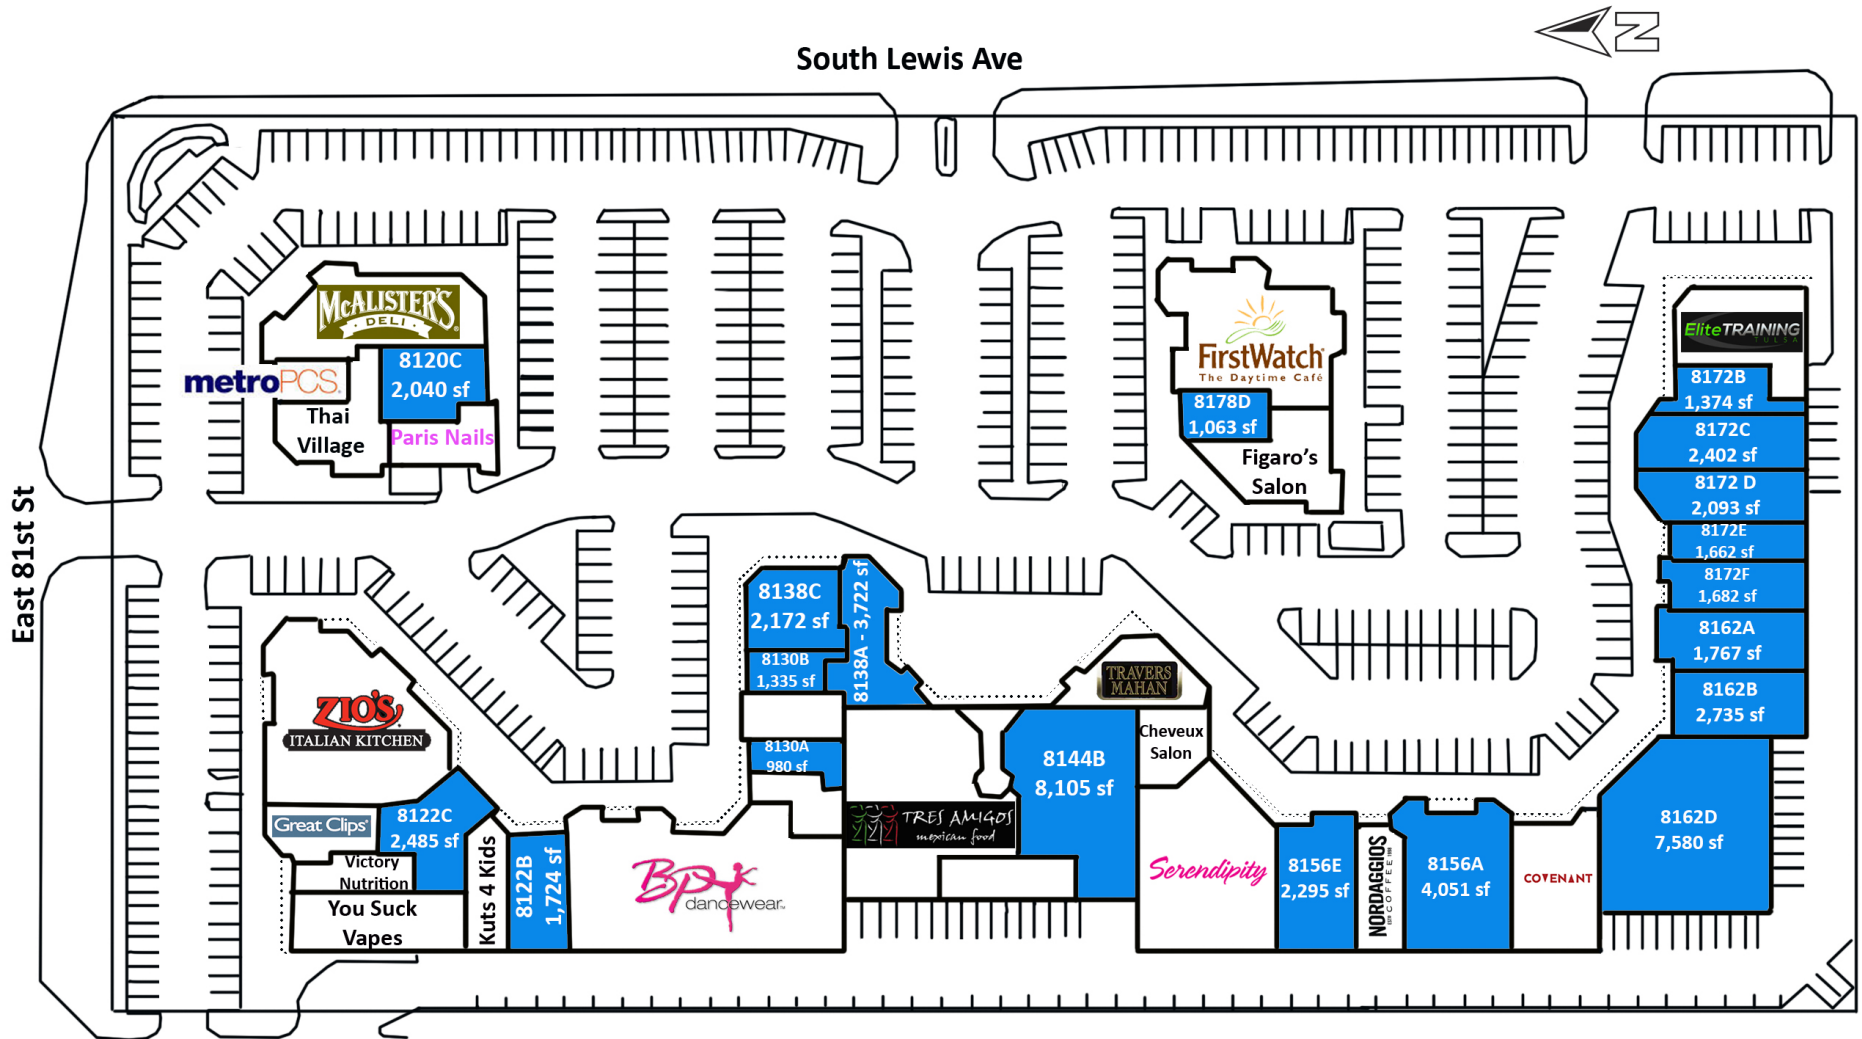 N
South Lewis Ave
East 81st St
McALISTER'S
DELI
8120C
2,040 sf
metroPCS.
Thai
Village
Paris Nails
FirstWatch
The Daytime Café
8178D
1,063 sf
Figaro's
Salon
EliteTRAINING
TULSA
8172B
1,374 sf
8172C
2,402 sf
8172 D
2,093 sf
8172E
1,662 sf
8172F
1,682 sf
8162A
1,767 sf
8162B
2,735 sf
8162D
7,580 sf
8138C
2,172 sf
8138A - 3,722 sf
8130B
1,335 sf
8130A
980 sf
TRAVERS
MAHAN
Cheveux
Salon
8144B
8,105 sf
TRES AMIGOS
mexican food
ZIO'S
ITALIAN KITCHEN
Great Clips
8122C
2,485 sf
Victory
Nutrition
You Suck
Vapes
Kuts 4 Kids
8122B
1,724 sf
BP
dancewear
Serendipity
8156E
2,295 sf
NORDAGGIOS
COFFEE
8156A
4,051 sf
COVENANT